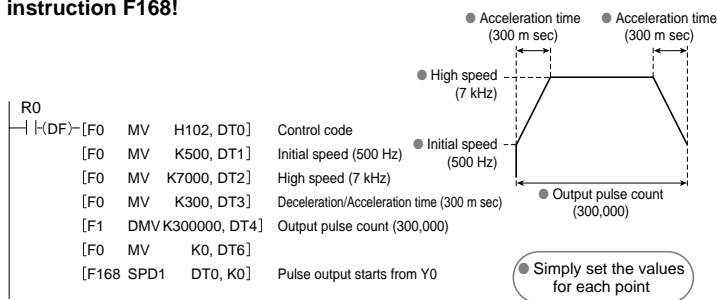 instruction F168!
R0
(DF) [F0 MV H102, DT0] Control code
[F0 MV K500, DT1] Initial speed (500 Hz)
[F0 MV K7000, DT2] High speed (7 kHz)
[F0 MV K300, DT3] Deceleration/Acceleration time (300 m sec)
[F1 DMV K300000, DT4] Output pulse count (300,000)
[F0 MV K0, DT6]
[F168 SPD1 DT0, K0] Pulse output starts from Y0
● Acceleration time
(300 m sec)
● Acceleration time
(300 m sec)
● High speed
(7 kHz)
● Initial speed
(500 Hz)
● Output pulse count
(300,000)
● Simply set the values
for each point